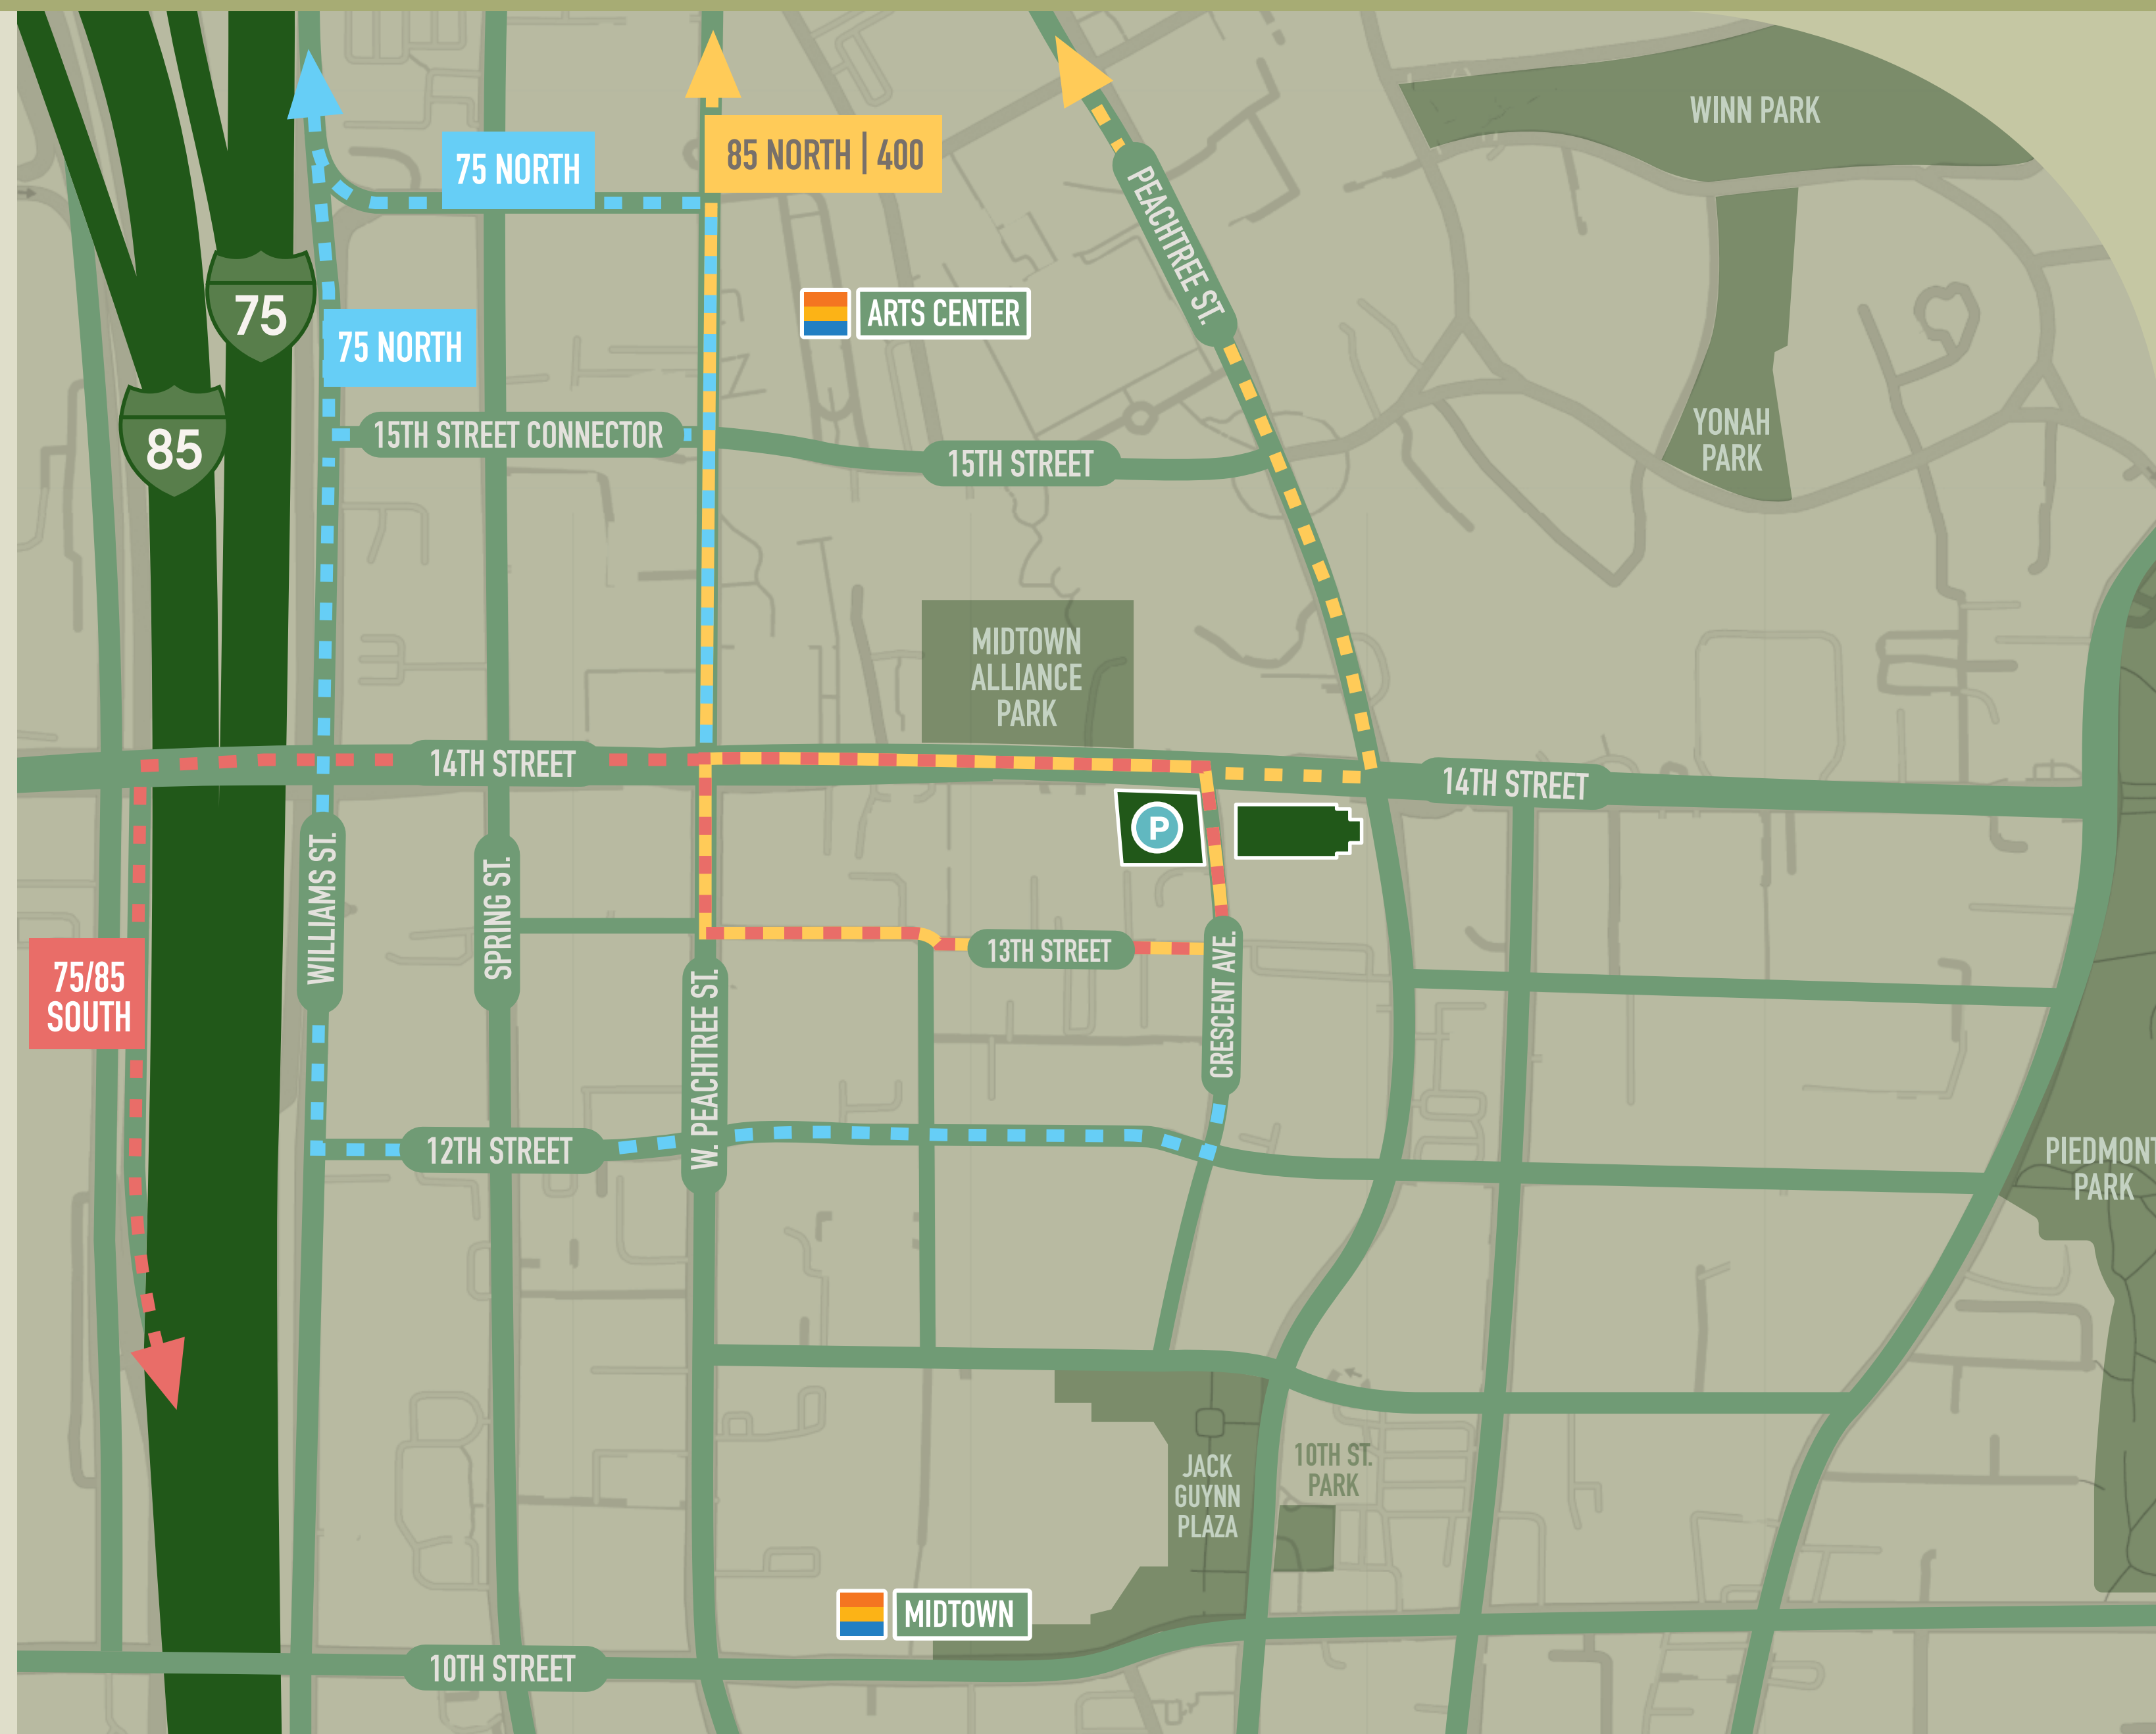 WINN PARK
75 NORTH
85 NORTH | 400
PEACHTREE ST.
75
ARTS CENTER
75 NORTH
85
15TH STREET CONNECTOR
15TH STREET
YONAH
PARK
MIDTOWN
ALLIANCE
PARK
14TH STREET
14TH STREET
P
WILLIAMS ST.
SPRING ST.
13TH STREET
CRESCENT AVE.
75/85
SOUTH
W. PEACHTREE ST.
12TH STREET
PIEDMONT
PARK
JACK
GUYNN
PLAZA
10TH ST.
PARK
MIDTOWN
10TH STREET